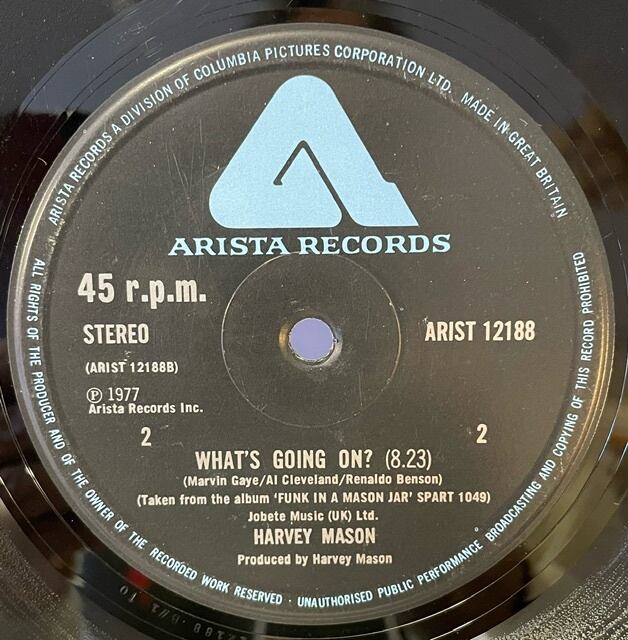 ARISTA RECORDS A DIVISION OF COLUMBIA PICTURES CORPORATION LTD. MADE IN GREAT BRITAIN
ARISTA RECORDS
45 r.p.m.
STEREO
ARIST 12188
(ARIST 12188B)
Ⓟ 1977
Arista Records Inc.
2
2
WHAT'S GOING ON? (8.23)
(Marvin Gaye/Al Cleveland/Renaldo Benson)
(Taken from the album 'FUNK IN A MASON JAR' SPART 1049)
Jobete Music (UK) Ltd.
HARVEY MASON
Produced by Harvey Mason
ALL RIGHTS OF THE PRODUCER AND OF THE OWNER OF THE RECORDED WORK RESERVED · UNAUTHORISED PUBLIC PERFORMANCE BROADCASTING AND COPYING OF THIS RECORD PROHIBITED